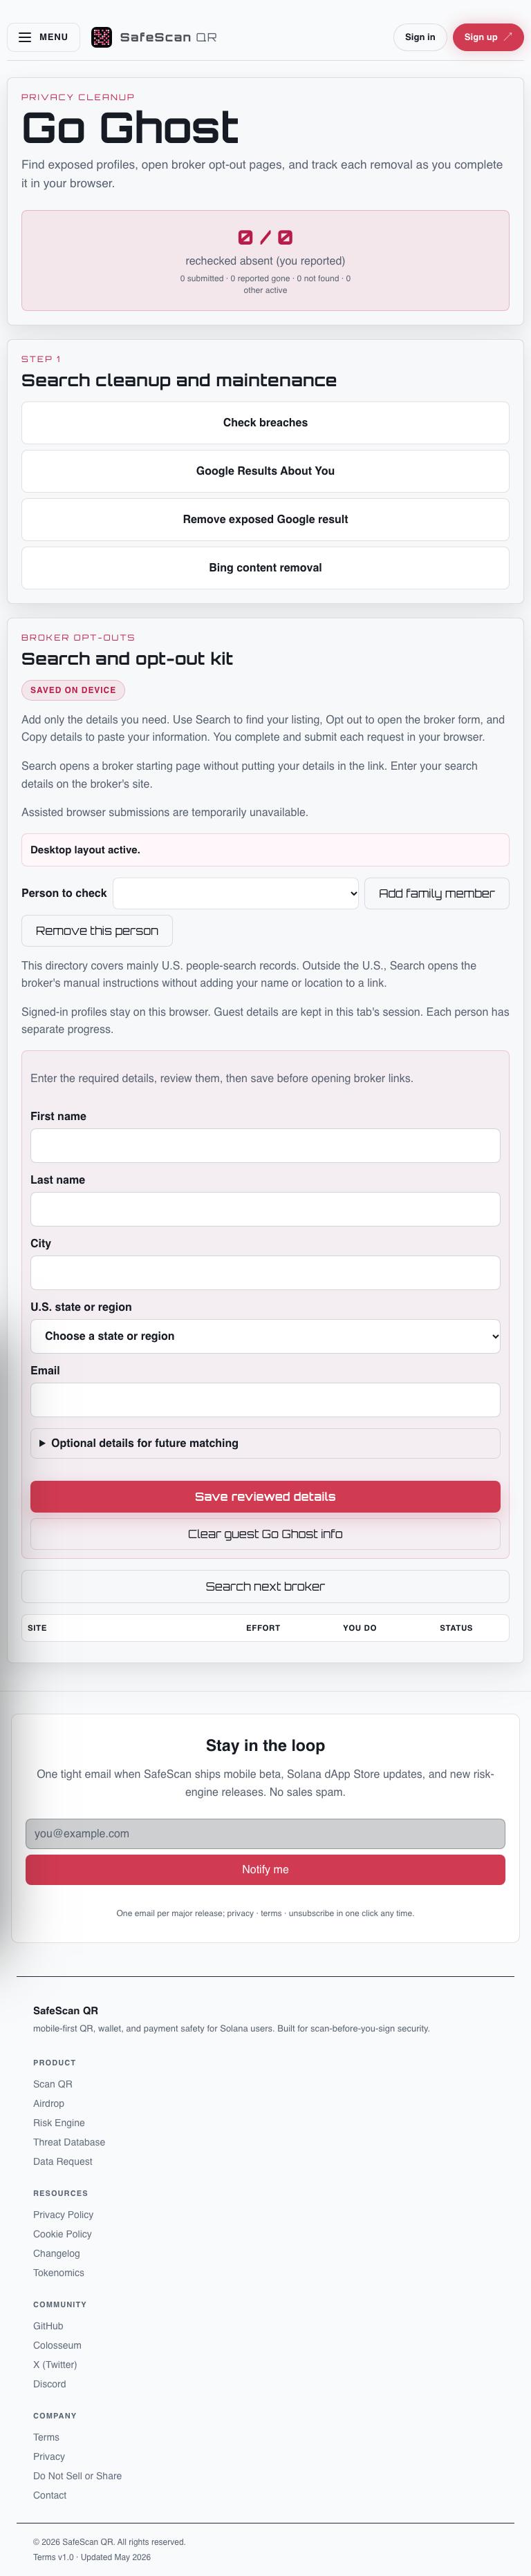 MENU
SafeScan QR
Sign in
Sign up ↗
PRIVACY CLEANUP
Go Ghost
Find exposed profiles, open broker opt-out pages, and track each removal as you complete
it in your browser.
0 / 0
rechecked absent (you reported)
0 submitted · 0 reported gone · 0 not found · 0
other active
STEP 1
Search cleanup and maintenance
Check breaches
Google Results About You
Remove exposed Google result
Bing content removal
BROKER OPT-OUTS
Search and opt-out kit
SAVED ON DEVICE
Add only the details you need. Use Search to find your listing, Opt out to open the broker form, and
Copy details to paste your information. You complete and submit each request in your browser.
Search opens a broker starting page without putting your details in the link. Enter your search
details on the broker's site.
Assisted browser submissions are temporarily unavailable.
Desktop layout active.
Person to check
Add family member
Remove this person
This directory covers mainly U.S. people-search records. Outside the U.S., Search opens the
broker's manual instructions without adding your name or location to a link.
Signed-in profiles stay on this browser. Guest details are kept in this tab's session. Each person has
separate progress.
Enter the required details, review them, then save before opening broker links.
First name
Last name
City
U.S. state or region
Choose a state or region
Email
Optional details for future matching
Save reviewed details
Clear guest Go Ghost info
Search next broker
SITE EFFORT YOU DO STATUS
Stay in the loop
One tight email when SafeScan ships mobile beta, Solana dApp Store updates, and new risk-
engine releases. No sales spam.
you@example.com
Notify me
One email per major release; privacy · terms · unsubscribe in one click any time.
SafeScan QR
mobile-first QR, wallet, and payment safety for Solana users. Built for scan-before-you-sign security.
PRODUCT
Scan QR
Airdrop
Risk Engine
Threat Database
Data Request
RESOURCES
Privacy Policy
Cookie Policy
Changelog
Tokenomics
COMMUNITY
GitHub
Colosseum
X (Twitter)
Discord
COMPANY
Terms
Privacy
Do Not Sell or Share
Contact
© 2026 SafeScan QR. All rights reserved.
Terms v1.0 · Updated May 2026